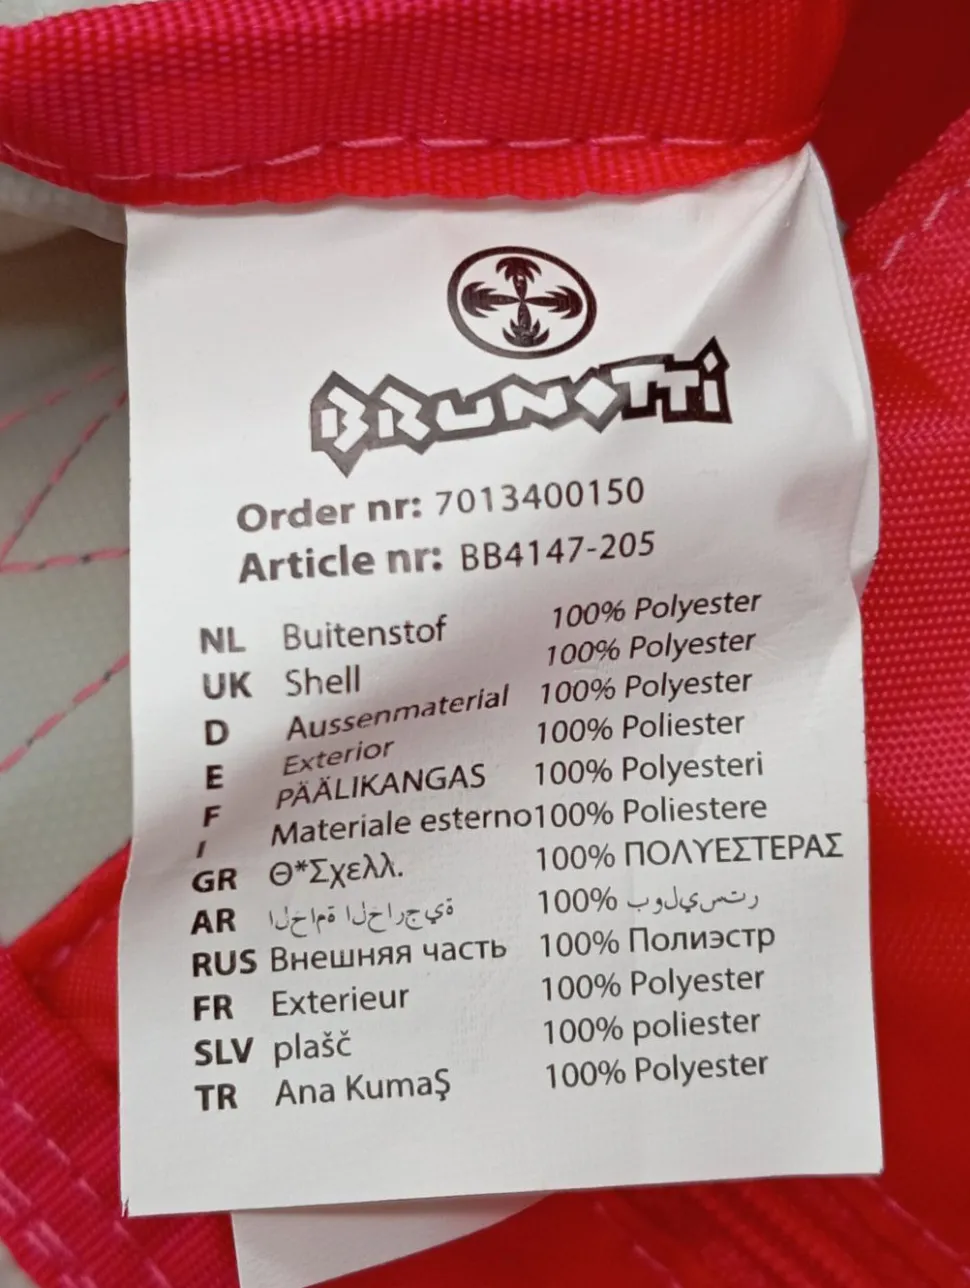 BRUNOTTI
Order nr: 7013400150
Article nr: BB4147-205
NL Buitenstof 100% Polyester
UK Shell 100% Polyester
D Aussenmaterial 100% Polyester
E Exterior 100% Poliester
F PÄÄLIKANGAS 100% Polyesteri
I Materiale esterno 100% Poliestere
GR Θ*Σχελλ. 100% ΠΟΛΥΕΣΤΕΡΑΣ
AR الخامة الخارجية 100% بوليستر
RUS Внешняя часть 100% Полиэстр
FR Exterieur 100% Polyester
SLV plašč 100% poliester
TR Ana KumaŞ 100% Polyester